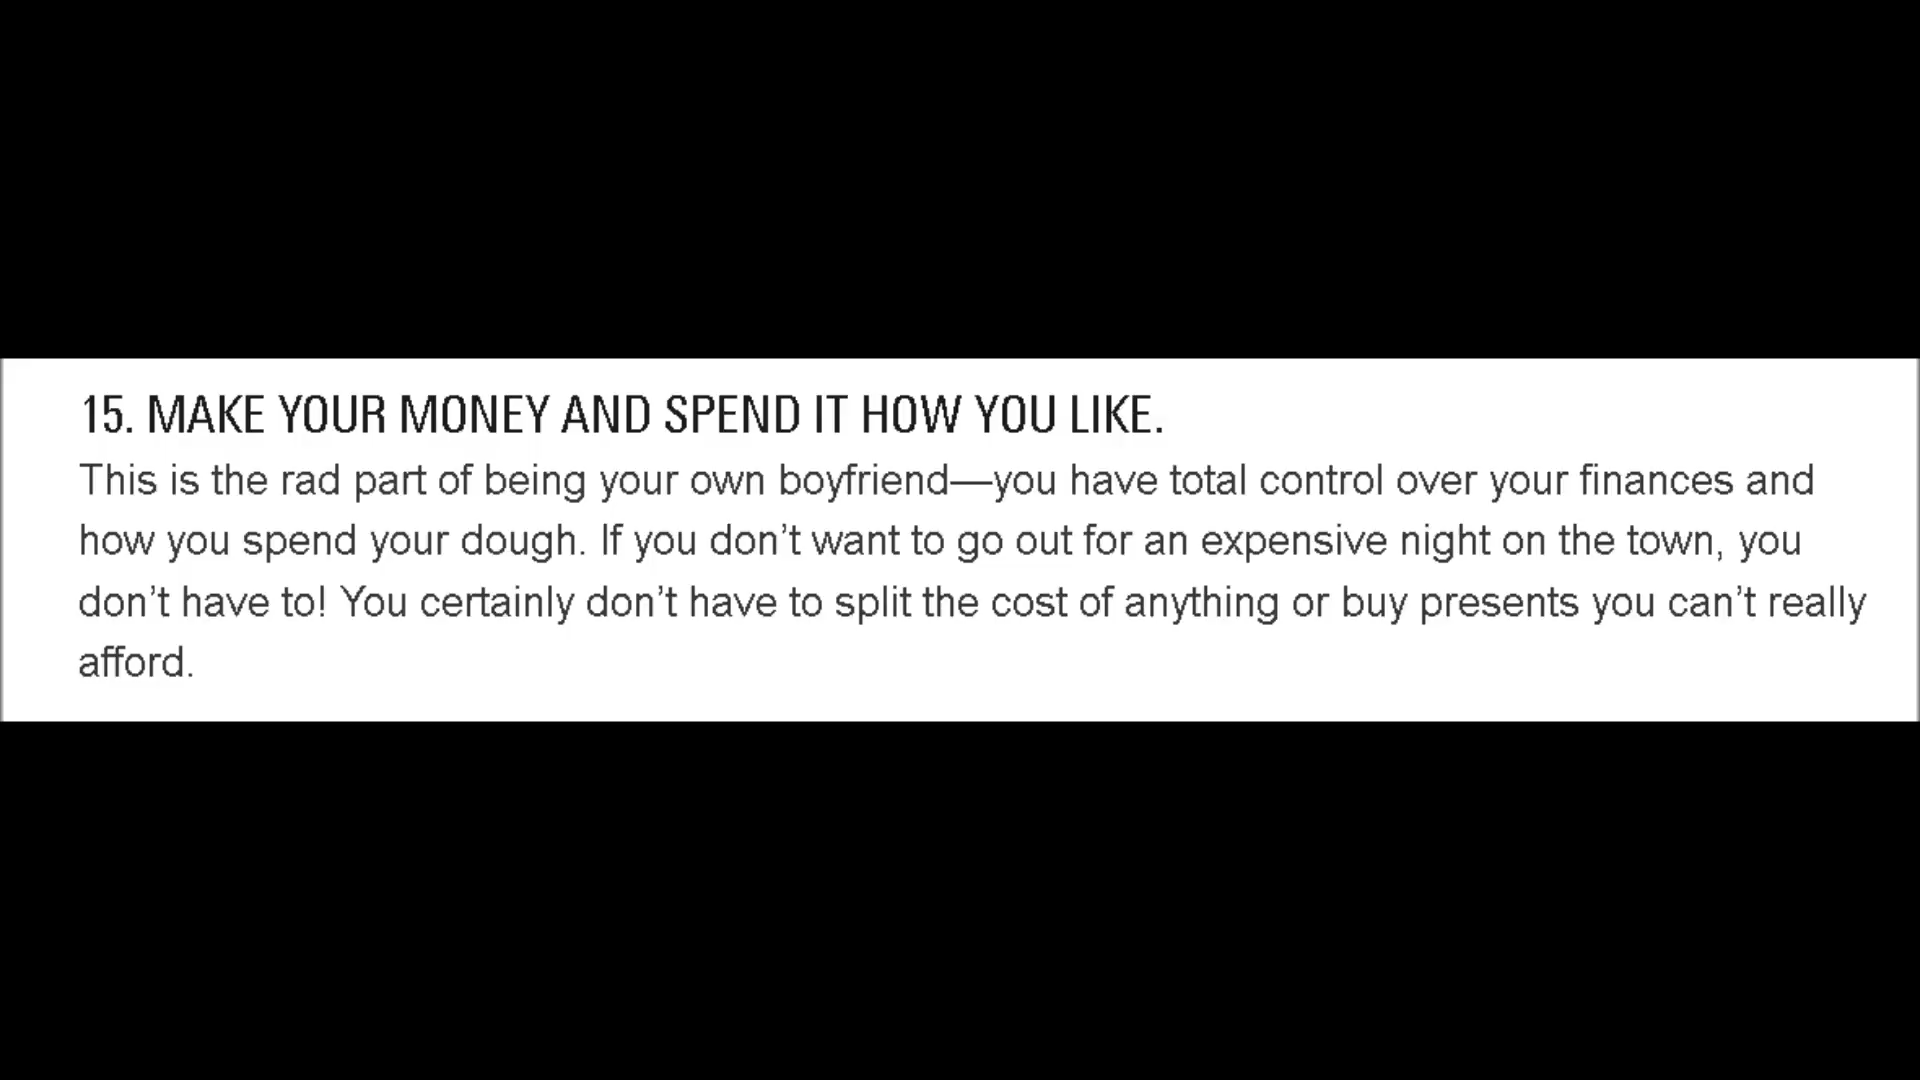 15. MAKE YOUR MONEY AND SPEND IT HOW YOU LIKE.
This is the rad part of being your own boyfriend—you have total control over your finances and
how you spend your dough. If you don’t want to go out for an expensive night on the town, you
don’t have to! You certainly don’t have to split the cost of anything or buy presents you can’t really
afford.